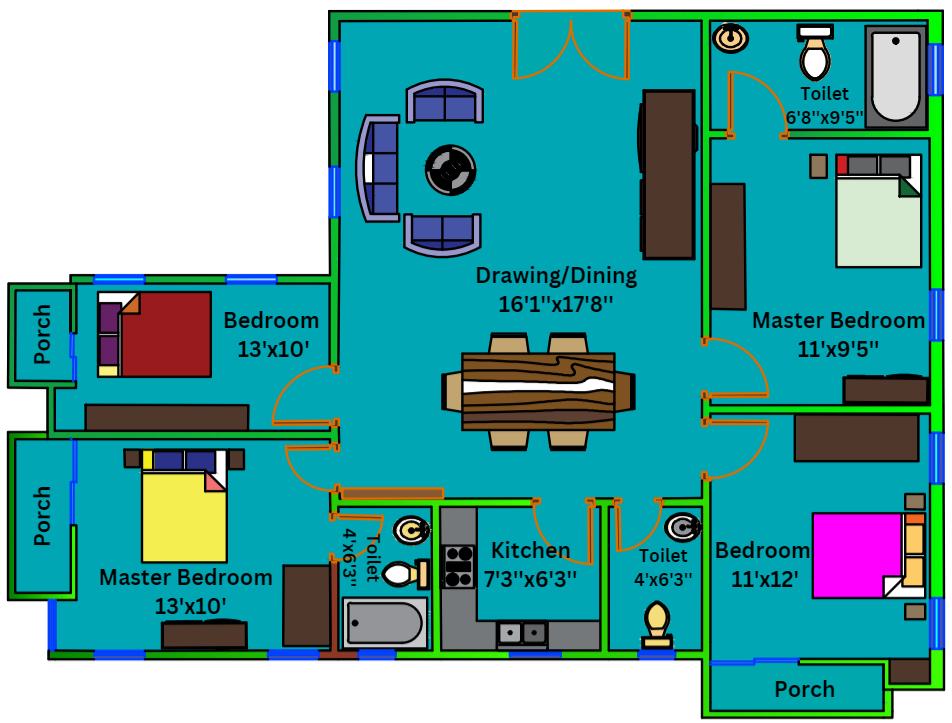 Toilet
6'8"x9'5"
Drawing/Dining
16'1"x17'8"
Porch
Bedroom
13'x10'
Master Bedroom
11'x9'5"
Porch
Master Bedroom
13'x10'
Toilet
4'x6'3"
Kitchen
7'3"x6'3"
Toilet
4'x6'3"
Bedroom
11'x12'
Porch